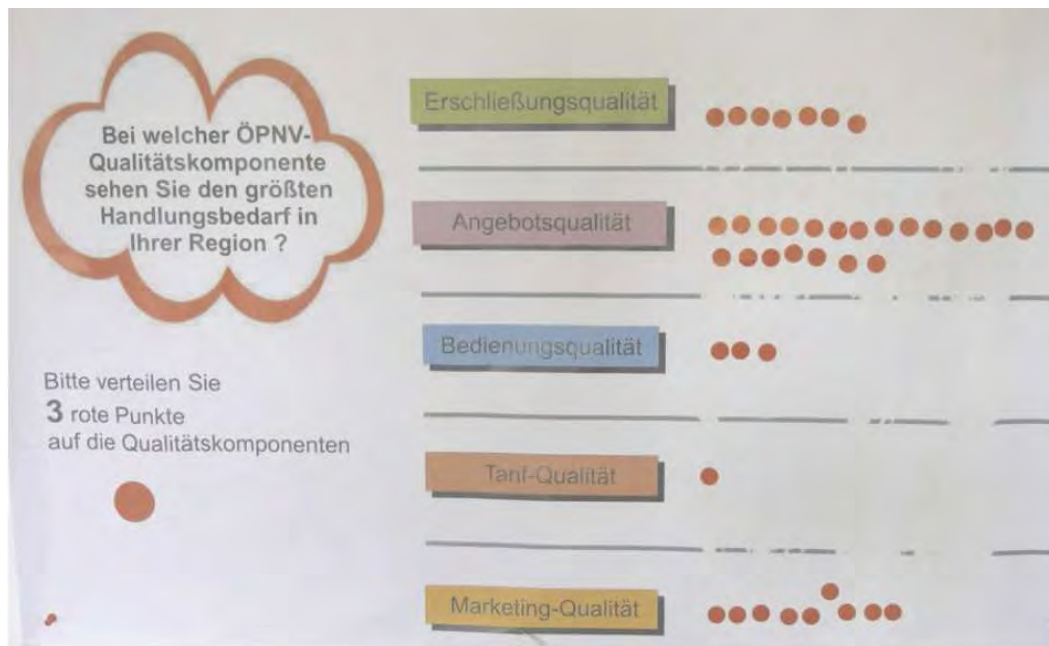 Bei welcher ÖPNV-
Qualitätskomponente
sehen Sie den größten
Handlungsbedarf in
Ihrer Region ?
Bitte verteilen Sie
3 rote Punkte
auf die Qualitätskomponenten
Erschließungsqualität
Angebotsqualität
Bedienungsqualität
Tarif-Qualität
Marketing-Qualität